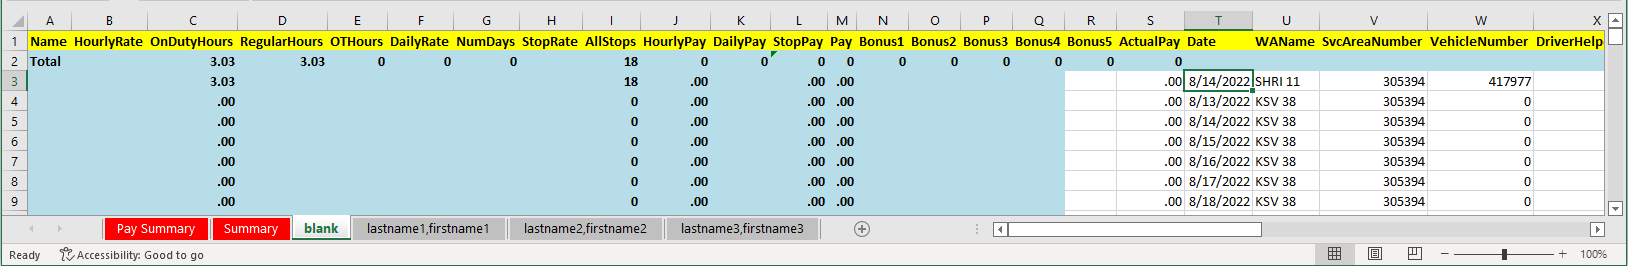 A B C D E F G H I J K L M N O P Q R S T U V W X
1 Name HourlyRate OnDutyHours RegularHours OTHours DailyRate NumDays StopRate AllStops HourlyPay DailyPay StopPay Pay Bonus1 Bonus2 Bonus3 Bonus4 Bonus5 ActualPay Date WAName SvcAreaNumber VehicleNumber DriverHelp
2 Total 3.03 3.03 0 0 0 18 0 0 0 0 0 0 0 0 0 0
3 3.03 18 .00 .00 .00 .00 8/14/2022 SHRI 11 305394 417977
4 .00 0 .00 .00 .00 .00 8/13/2022 KSV 38 305394 0
5 .00 0 .00 .00 .00 .00 8/14/2022 KSV 38 305394 0
6 .00 0 .00 .00 .00 .00 8/15/2022 KSV 38 305394 0
7 .00 0 .00 .00 .00 .00 8/16/2022 KSV 38 305394 0
8 .00 0 .00 .00 .00 .00 8/17/2022 KSV 38 305394 0
9 .00 0 .00 .00 .00 .00 8/18/2022 KSV 38 305394 0
Pay Summary Summary blank lastname1,firstname1 lastname2,firstname2 lastname3,firstname3
Ready Accessibility: Good to go 100%